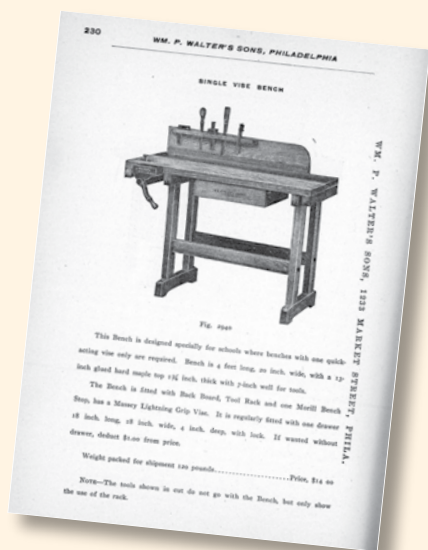 230
WM. P. WALTER'S SONS, PHILADELPHIA
SINGLE VISE BENCH
Fig. 2940.
This Bench is designed specially for schools where benches with one quick-
acting vise only are required. Bench is 4 feet long, 20 inch. wide, with a 13-
inch glued hard maple top 1¾ inch. thick with 7-inch well for tools.
The Bench is fitted with Back Board, Tool Rack and one Morill Bench
Stop, has a Massey Lightning Grip Vise. It is regularly fitted with one drawer
18 inch. long, 18 inch. wide, 4 inch. deep, with lock. If wanted without
drawer, deduct $1.00 from price.
Weight packed for shipment 120 pounds Price, $14 00
NOTE—The tools shown in cut do not go with the Bench, but only show
the use of the rack.
WM. P. WALTER'S SONS, 1233 MARKET STREET, PHILA.